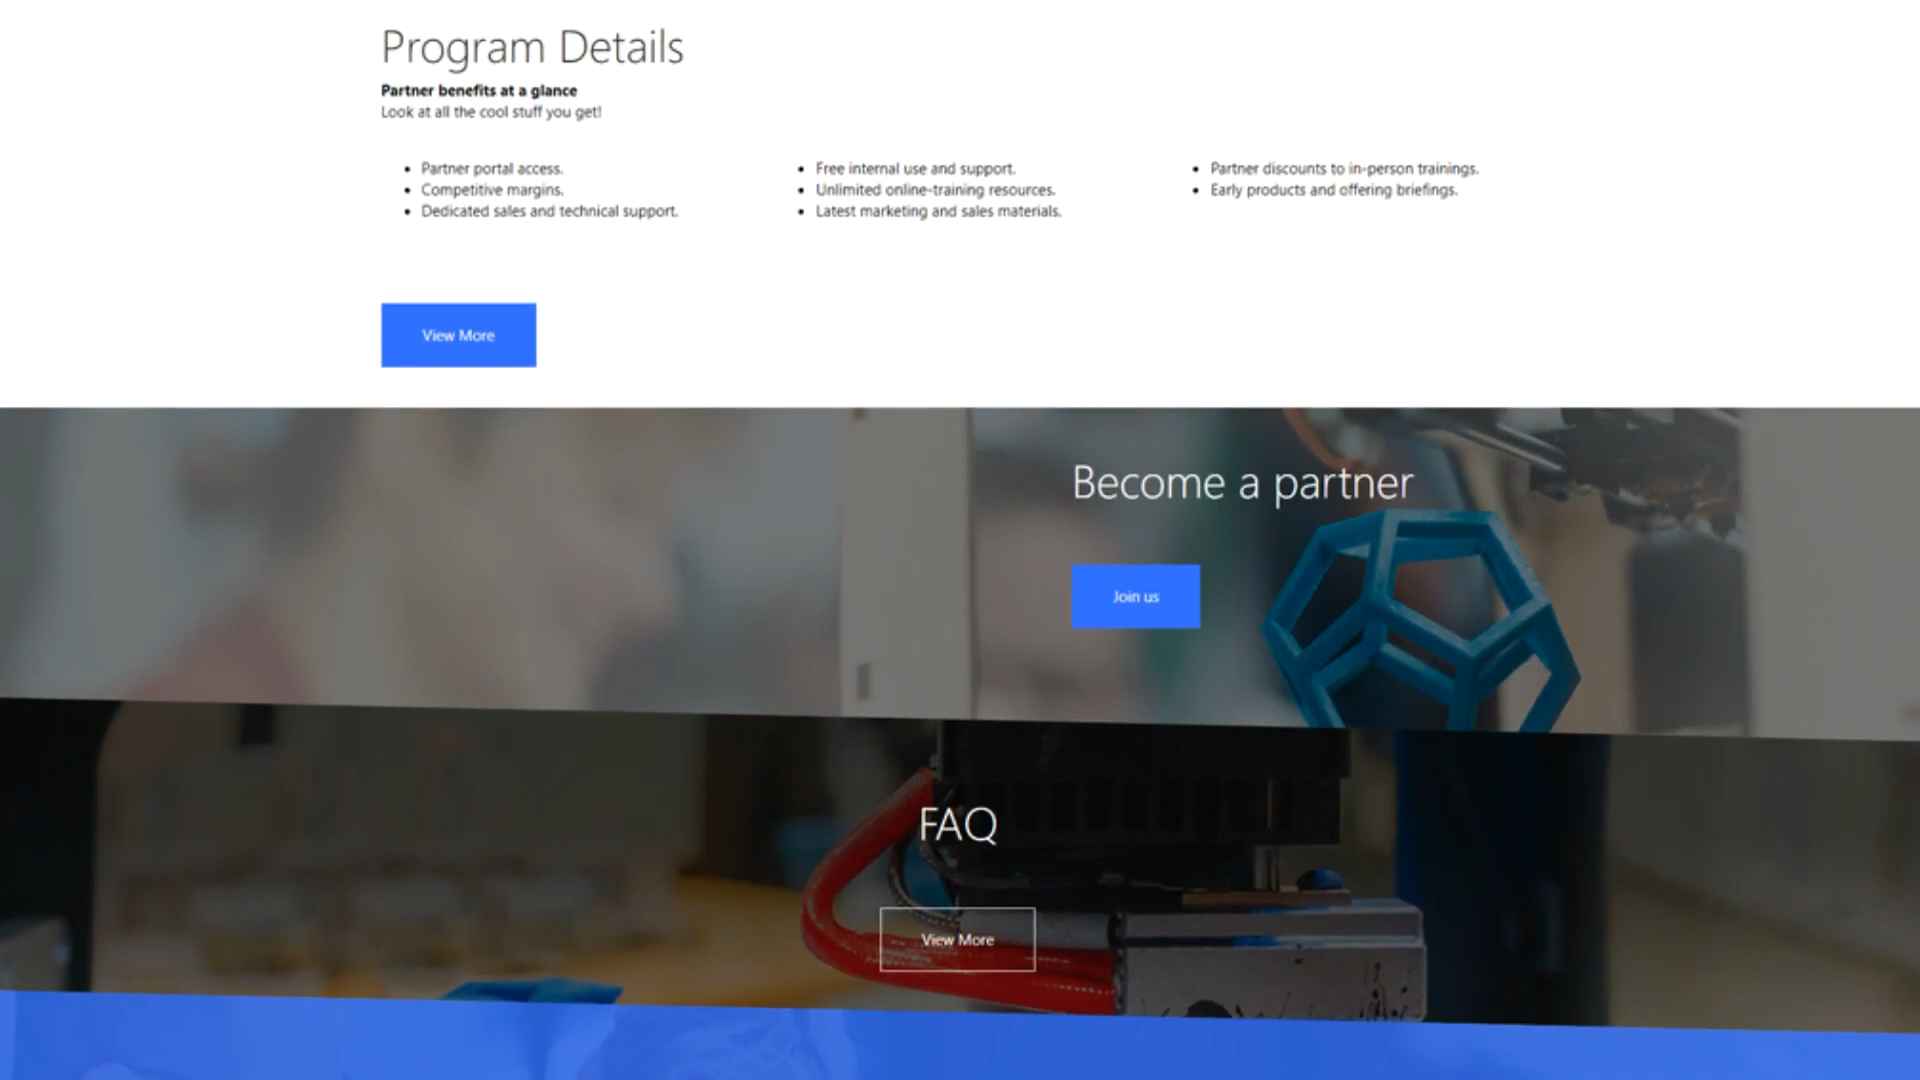 Program Details
Partner benefits at a glance
Look at all the cool stuff you get!
• Partner portal access.
• Competitive margins.
• Dedicated sales and technical support.
• Free internal use and support.
• Unlimited online-training resources.
• Latest marketing and sales materials.
• Partner discounts to in-person trainings.
• Early products and offering briefings.
View More
Become a partner
Join us
FAQ
View More